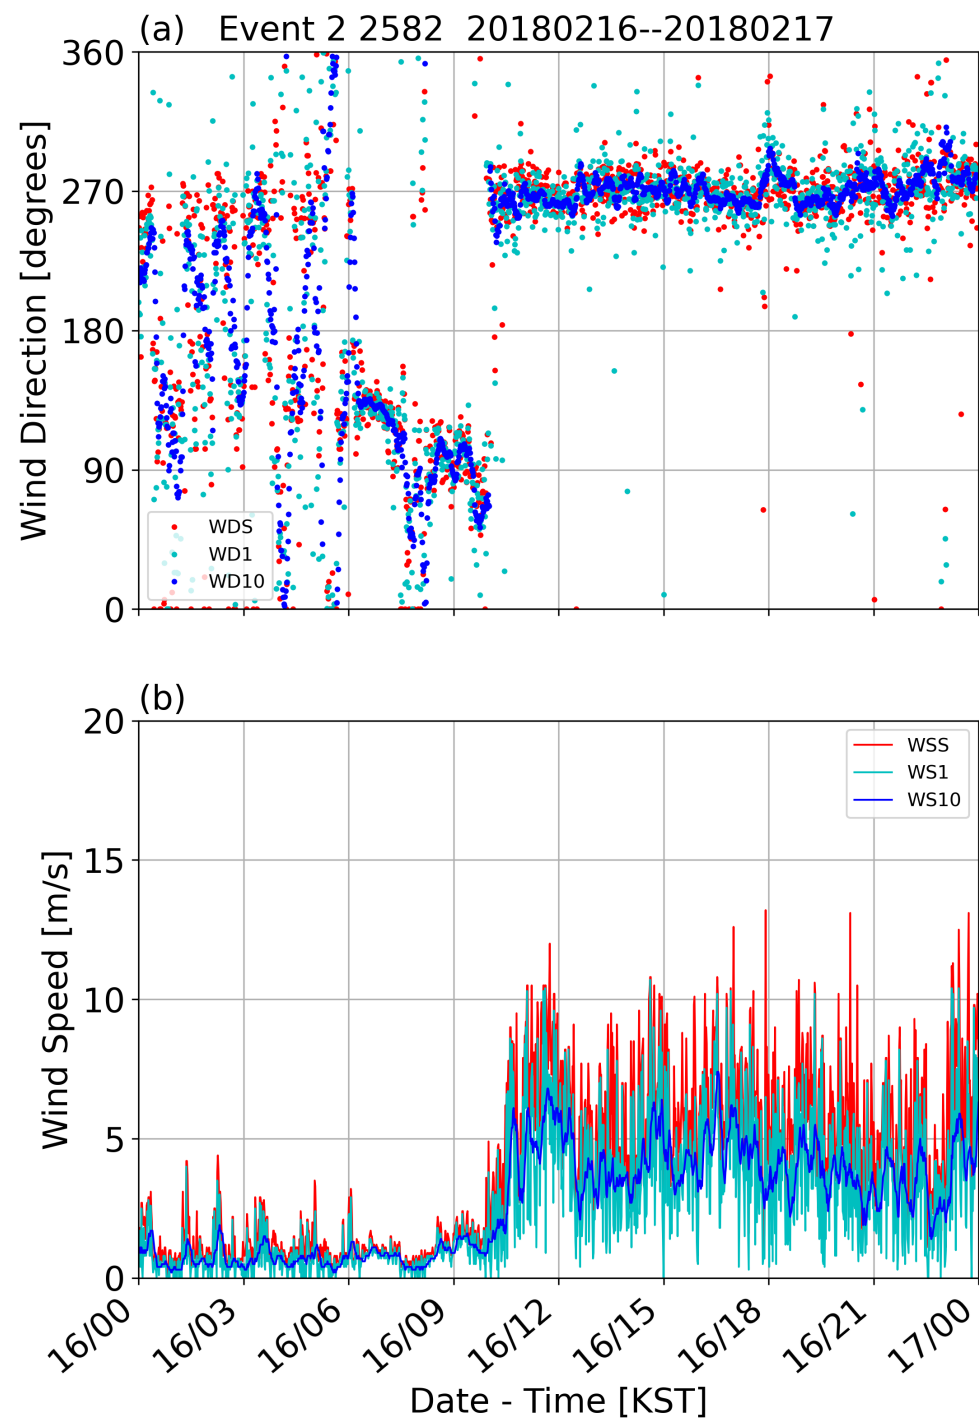 (a) Event 2 2582 20180216--20180217
360
270
180
90
0
Wind Direction [degrees]
WDS
WD1
WD10
(b)
20
15
10
5
0
Wind Speed [m/s]
WSS
WS1
WS10
16/00 16/03 16/06 16/09 16/12 16/15 16/18 16/21 17/00
Date - Time [KST]